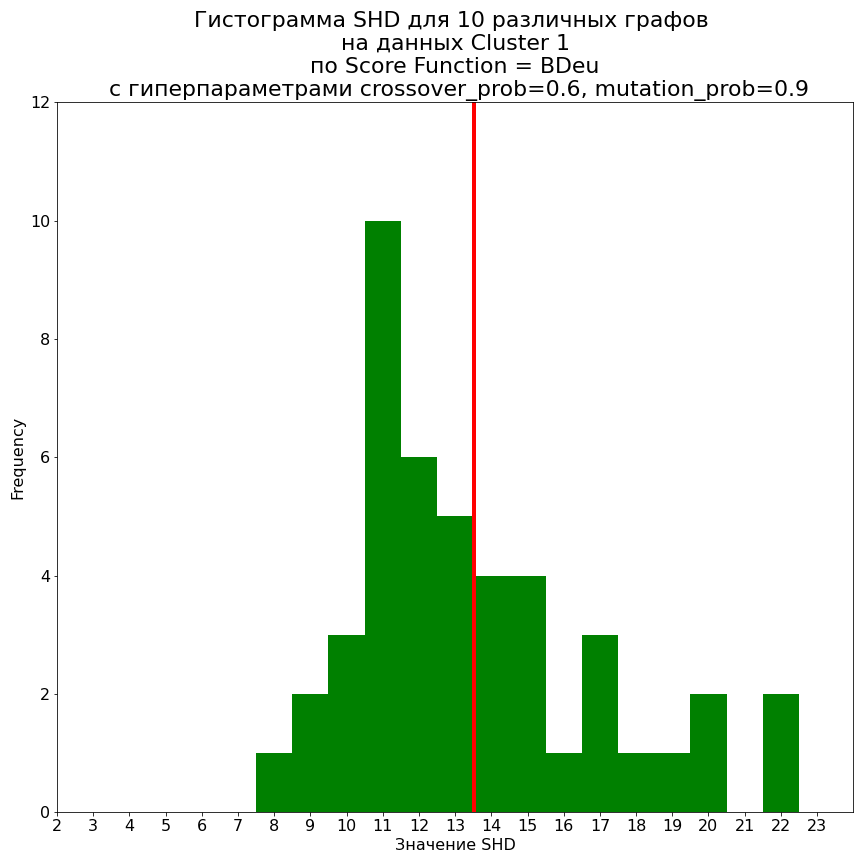 Гистограмма SHD для 10 различных графов
на данных Cluster 1
по Score Function = BDeu
с гиперпараметрами crossover_prob=0.6, mutation_prob=0.9
12
10
8
6
4
2
0
Frequency
2 3 4 5 6 7 8 9 10 11 12 13 14 15 16 17 18 19 20 21 22 23
Значение SHD